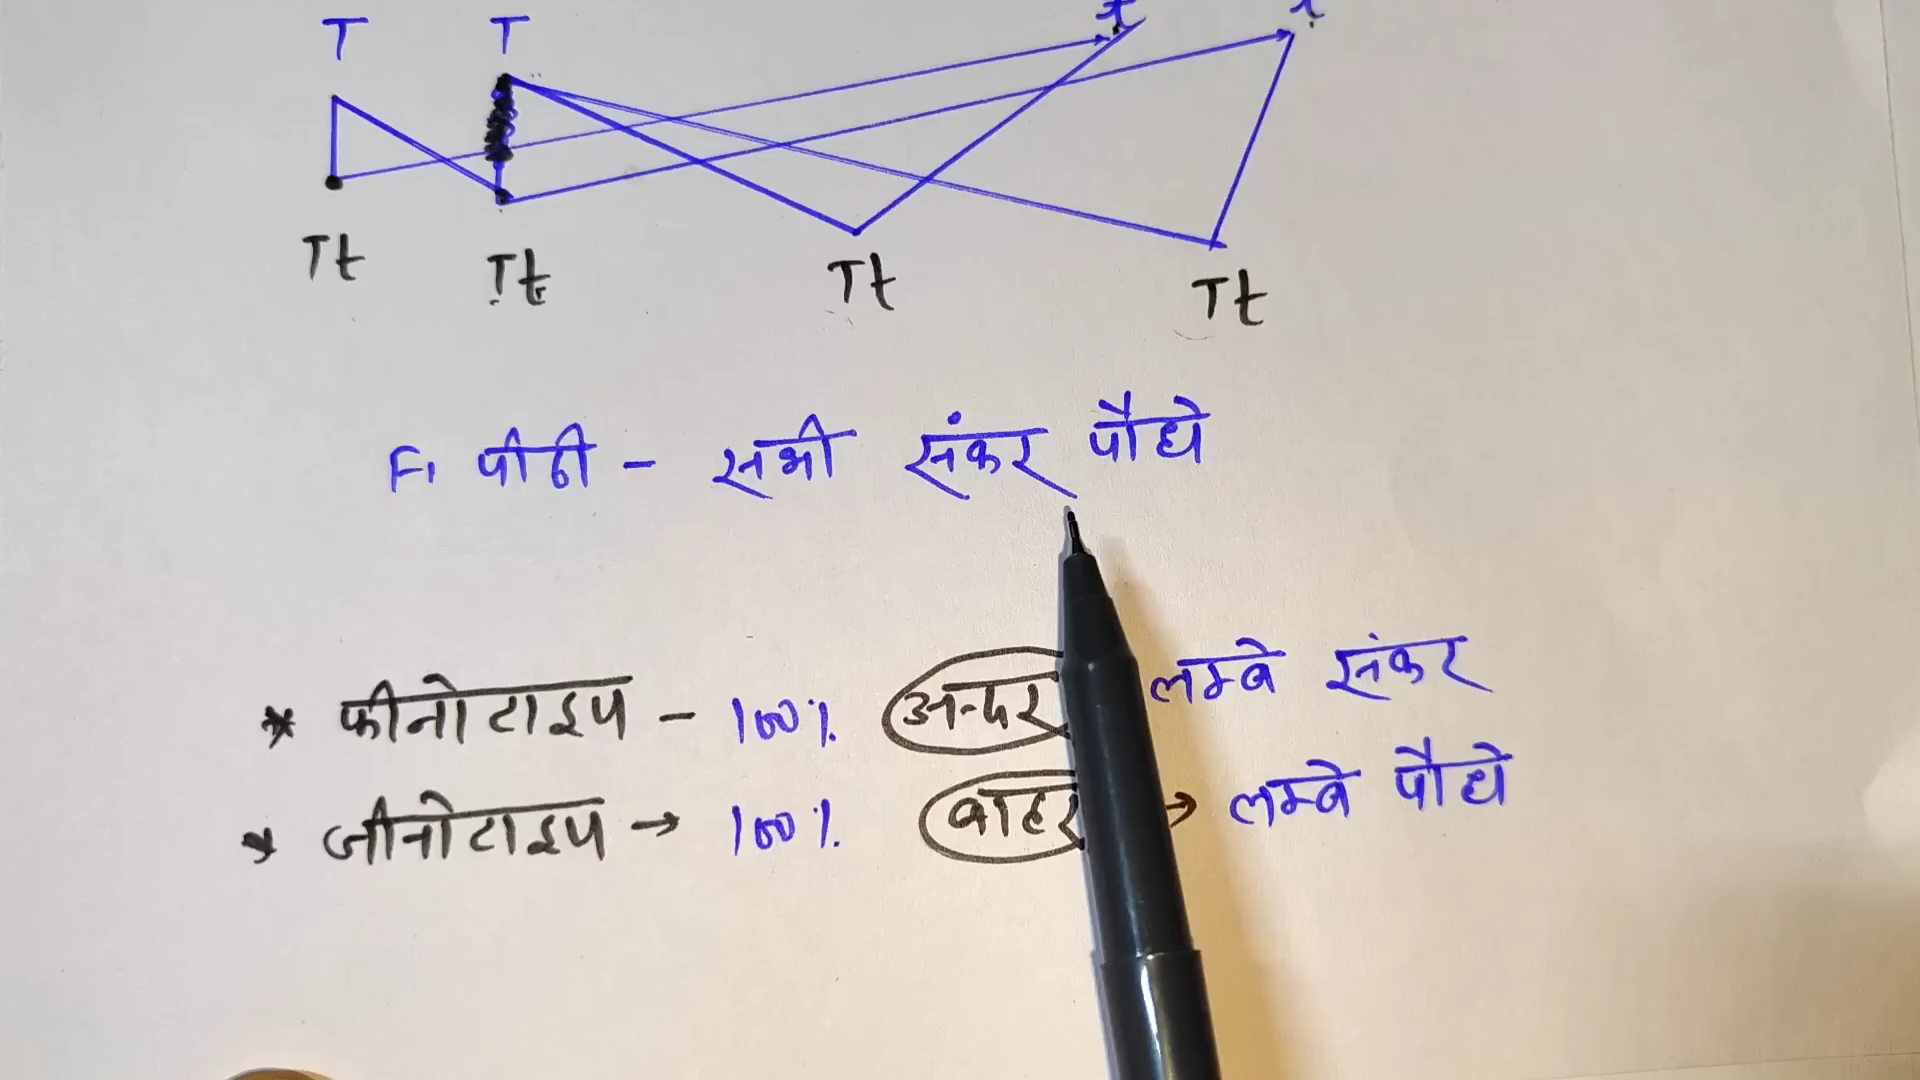 T T t t
Tt Tt Tt Tt
F1 पीढी - सभी संकर पौधे
* फीनोटाइप - 100% अन्दर लम्बे संकर
* जीनोटाइप → 100% बाहर → लम्बे पौधे